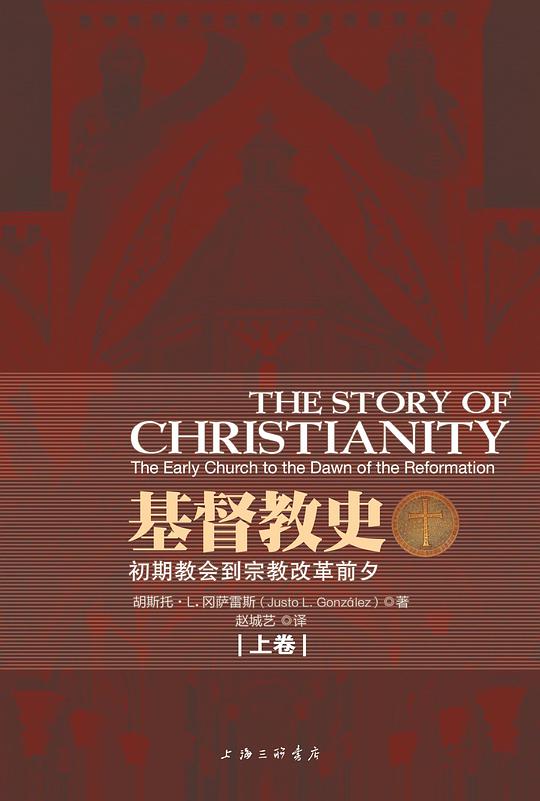 THE STORY OF
CHRISTIANITY
The Early Church to the Dawn of the Reformation
基督教史
初期教会到宗教改革前夕
胡斯托·L. 冈萨雷斯（Justo L. González）◎著
赵城艺 ◎译
|上卷|
上海三联书店